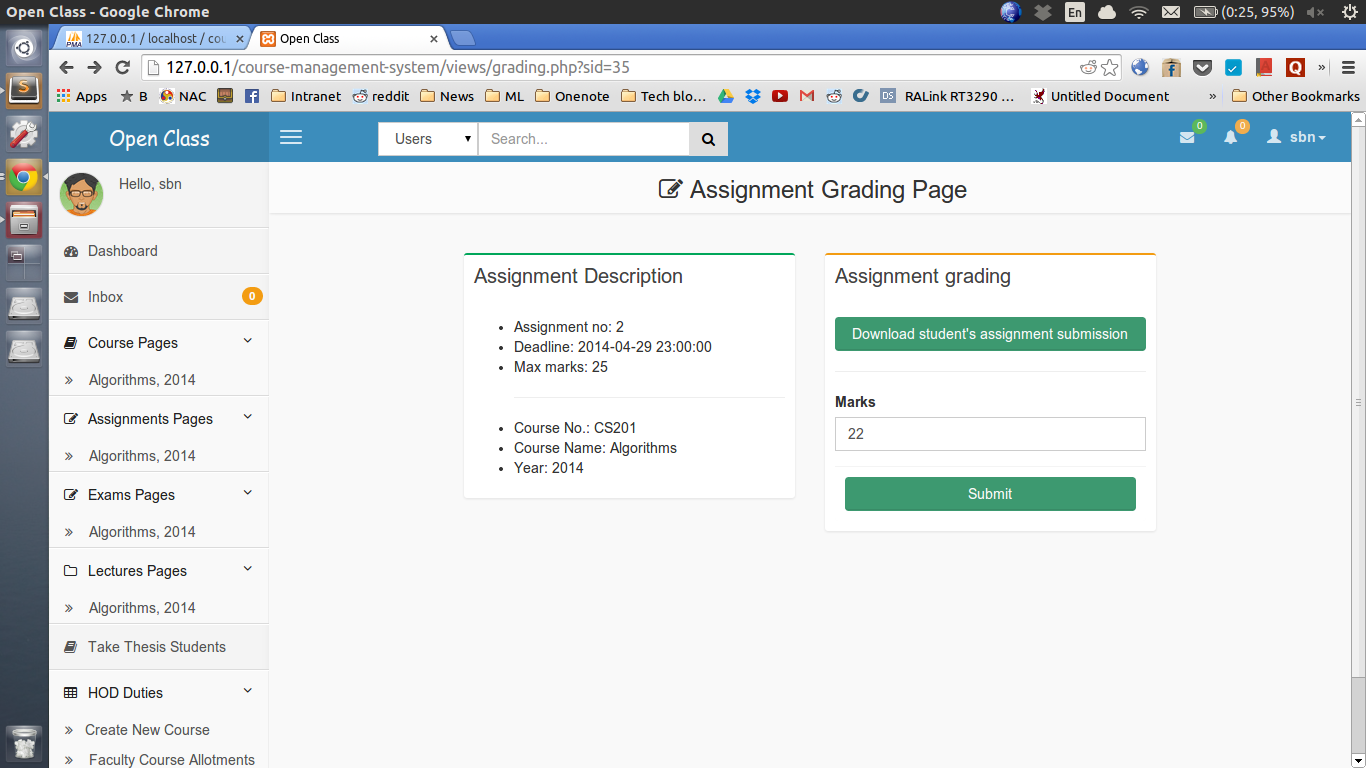 Open Class - Google Chrome
En
(0:25, 95%)
PMA 127.0.0.1 / localhost / cou
Open Class
127.0.0.1/course-management-system/views/grading.php?sid=35
Apps
B
NAC
Intranet
reddit
News
ML
Onenote
Tech blo...
DS
RALink RT3290 ...
Untitled Document
»
Other Bookmarks
Open Class
Users
Search...
0
0
sbn
Hello, sbn
Assignment Grading Page
Dashboard
Inbox
0
Course Pages
» Algorithms, 2014
Assignments Pages
» Algorithms, 2014
Exams Pages
» Algorithms, 2014
Lectures Pages
» Algorithms, 2014
Take Thesis Students
HOD Duties
» Create New Course
» Faculty Course Allotments
Assignment Description
• Assignment no: 2
• Deadline: 2014-04-29 23:00:00
• Max marks: 25
• Course No.: CS201
• Course Name: Algorithms
• Year: 2014
Assignment grading
Download student's assignment submission
Marks
22
Submit